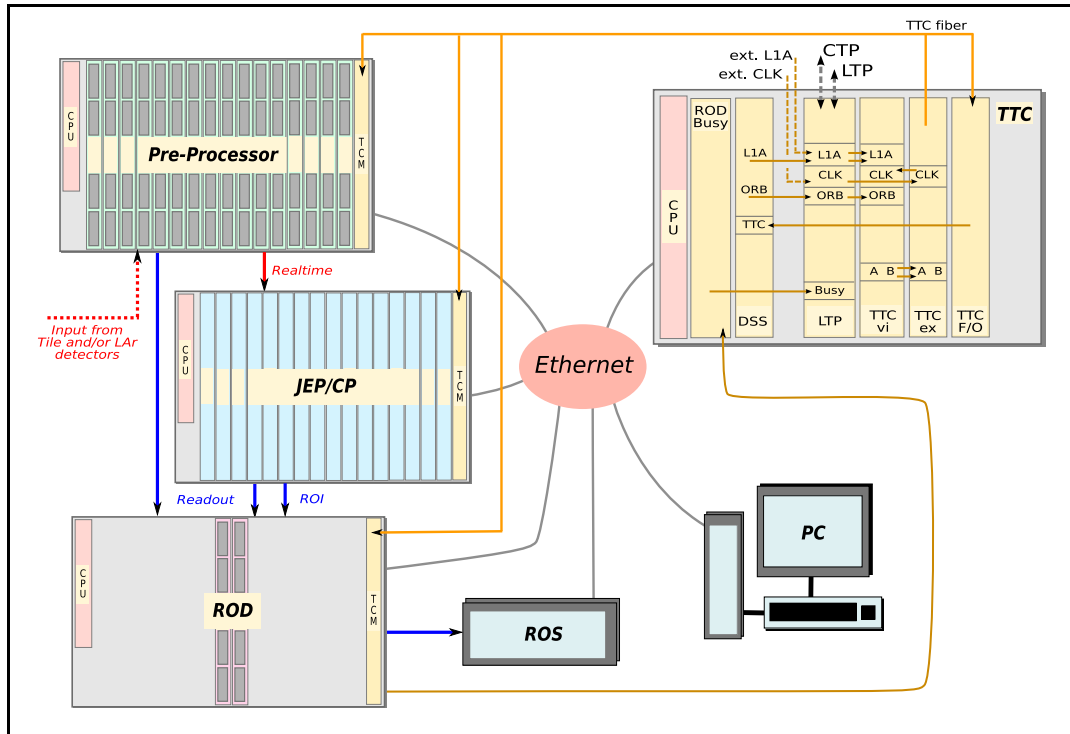 TTC fiber
ext. L1A
CTP
ext. CLK
LTP
CPU
Pre-Processor
TCM
CPU
ROD
Busy
TTC
L1A
L1A
L1A
CLK
CLK
CLK
ORB
ORB
ORB
TTC
A B
A B
Busy
DSS
LTP
TTC
vi
TTC
ex
TTC
F/O
Realtime
Input from
Tile and/or LAr
detectors
CPU
JEP/CP
TCM
Ethernet
Readout
ROI
CPU
ROD
TCM
ROS
PC